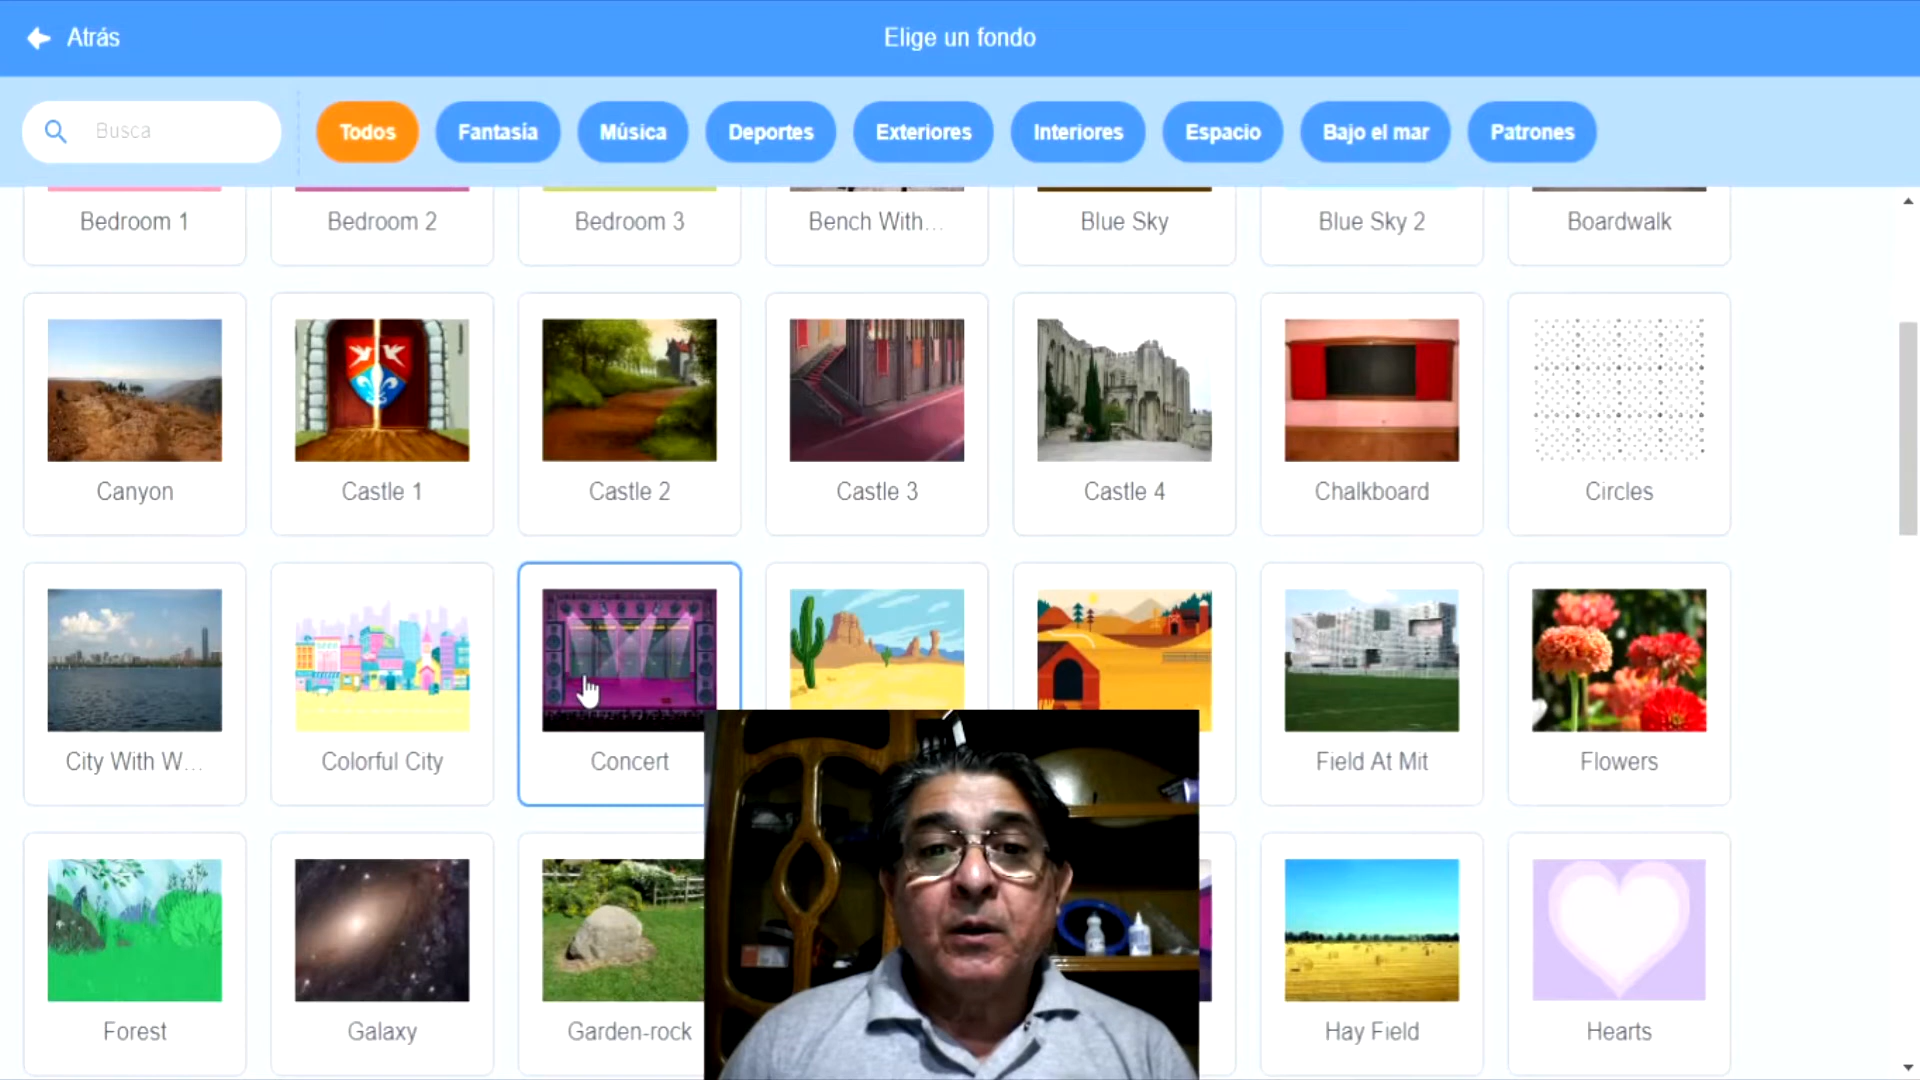 Atrás
Elige un fondo
Busca
Todos
Fantasía
Música
Deportes
Exteriores
Interiores
Espacio
Bajo el mar
Patrones
Bedroom 1
Bedroom 2
Bedroom 3
Bench With...
Blue Sky
Blue Sky 2
Boardwalk
Canyon
Castle 1
Castle 2
Castle 3
Castle 4
Chalkboard
Circles
City With W...
Colorful City
Concert
Field At Mit
Flowers
Forest
Galaxy
Garden-rock
Hay Field
Hearts